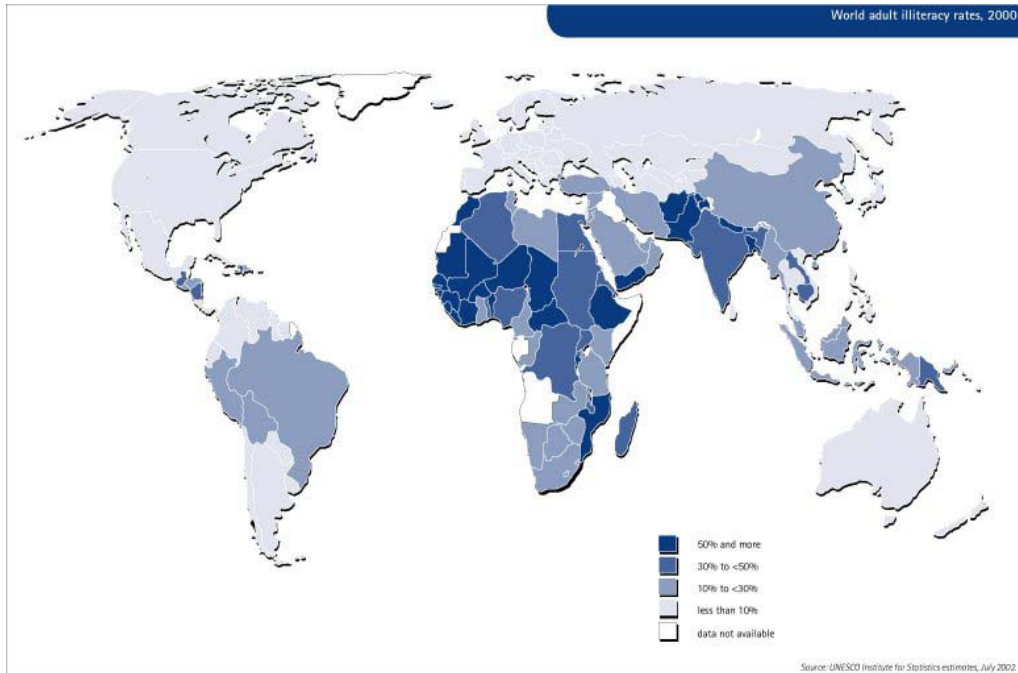 World adult illiteracy rates, 2000
50% and more
30% to <50%
10% to <30%
less than 10%
data not available
Source: UNESCO Institute for Statistics estimates, July 2002.